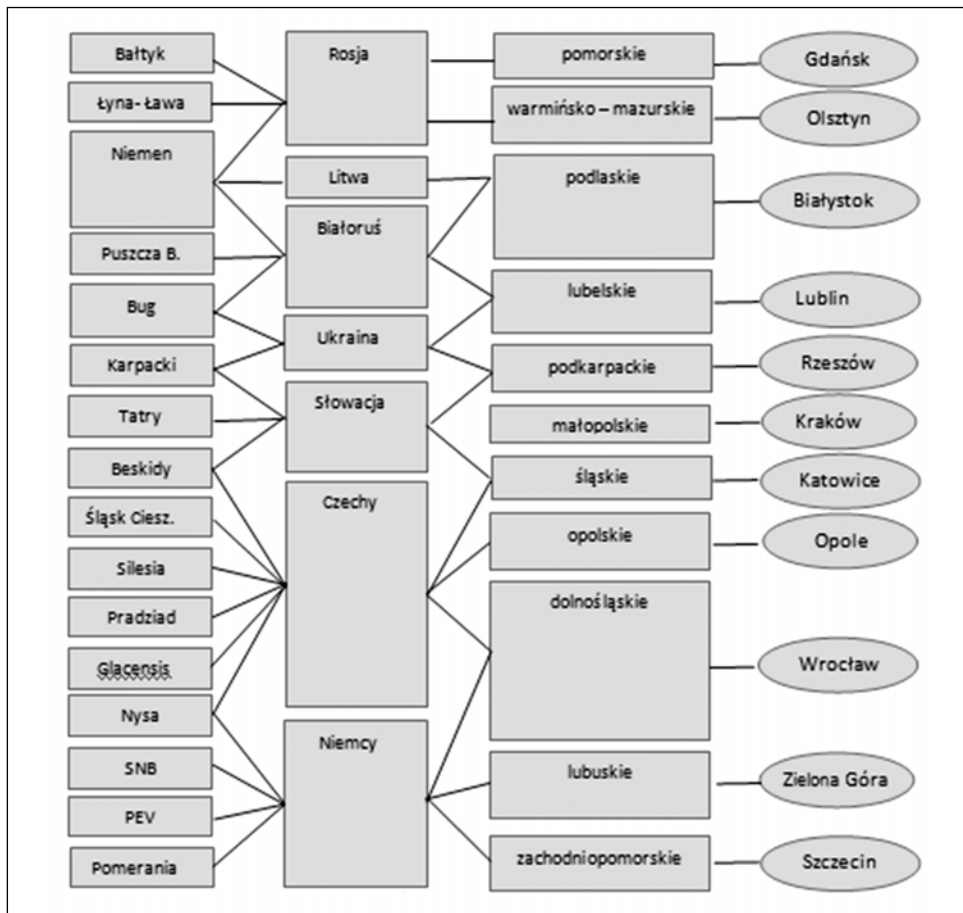 Bałtyk
Łyna- Ława
Niemen
Puszcza B.
Bug
Karpacki
Tatry
Beskidy
Śląsk Ciesz.
Silesia
Pradziad
Glacensis
Nysa
SNB
PEV
Pomerania
Rosja
Litwa
Białoruś
Ukraina
Słowacja
Czechy
Niemcy
pomorskie
warmińsko – mazurskie
podlaskie
lubelskie
podkarpackie
małopolskie
śląskie
opolskie
dolnośląskie
lubuskie
zachodniopomorskie
Gdańsk
Olsztyn
Białystok
Lublin
Rzeszów
Kraków
Katowice
Opole
Wrocław
Zielona Góra
Szczecin